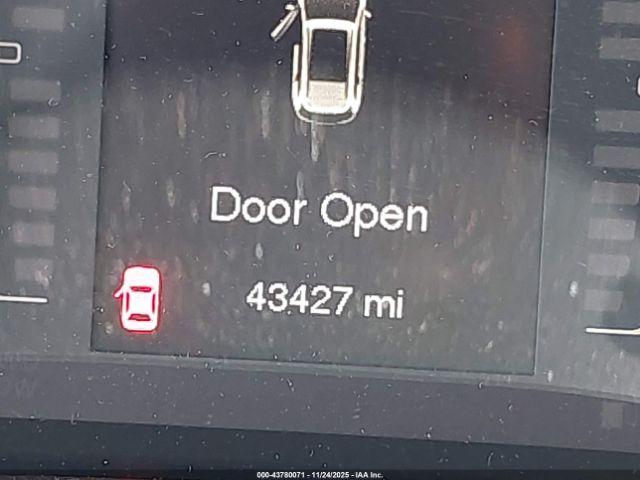 Door Open
43427 mi
000-43780071 - 11/24/2025 - IAA Inc.